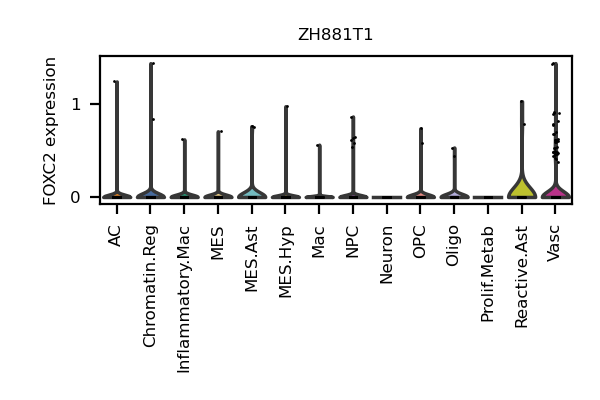 ZH881T1
FOXC2 expression
1
0
AC
Chromatin.Reg
Inflammatory.Mac
MES
MES.Ast
MES.Hyp
Mac
NPC
Neuron
OPC
Oligo
Prolif.Metab
Reactive.Ast
Vasc